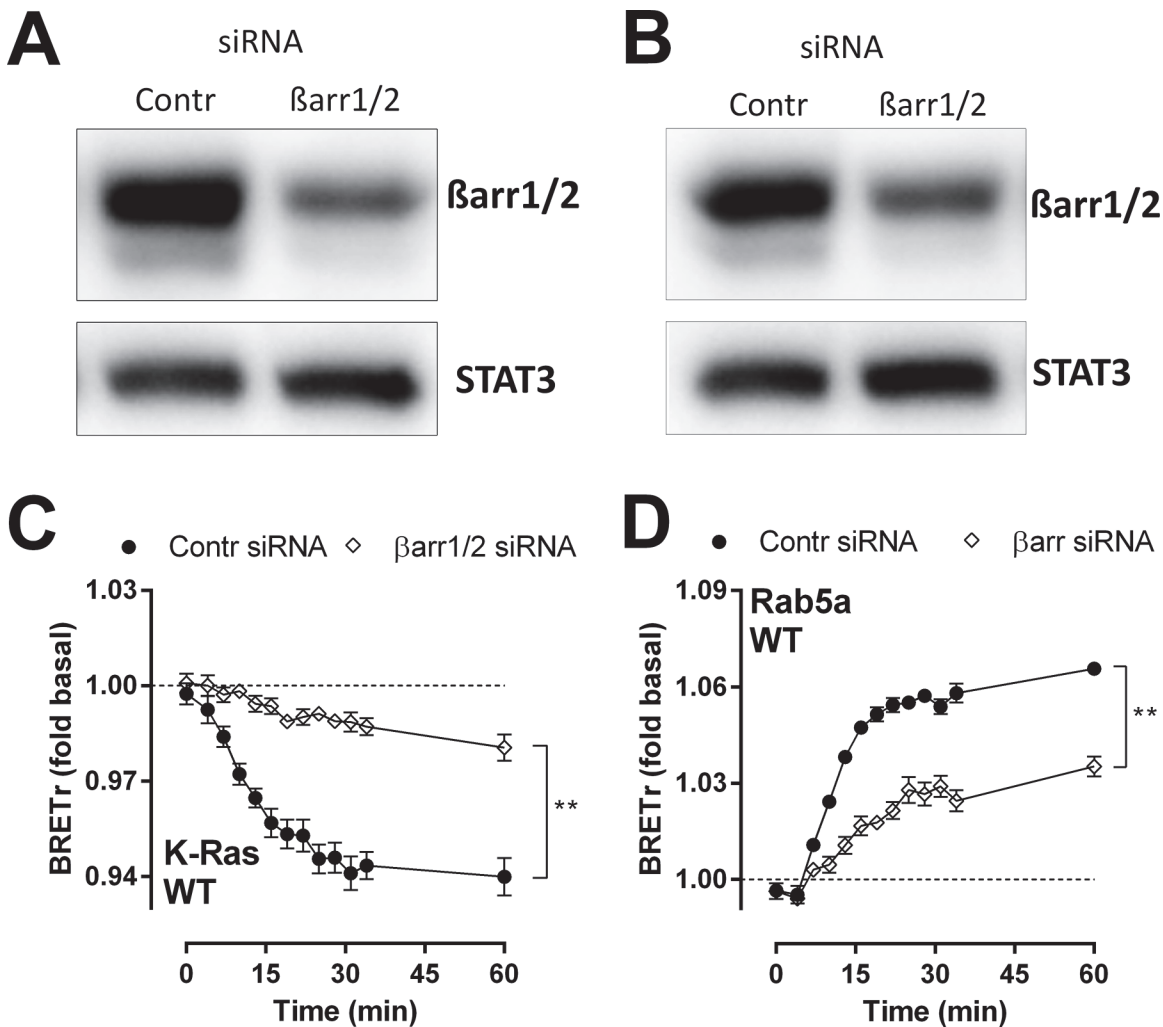 A
siRNA
Contr ßarr1/2
ßarr1/2
STAT3
B
siRNA
Contr ßarr1/2
ßarr1/2
STAT3
C
Contr siRNA βarr1/2 siRNA
1.03
1.00
0.97
0.94
BRETr (fold basal)
K-Ras
WT
**
0 15 30 45 60
Time (min)
D
Contr siRNA βarr siRNA
1.09
1.06
1.03
1.00
BRETr (fold basal)
Rab5a
WT
**
0 15 30 45 60
Time (min)